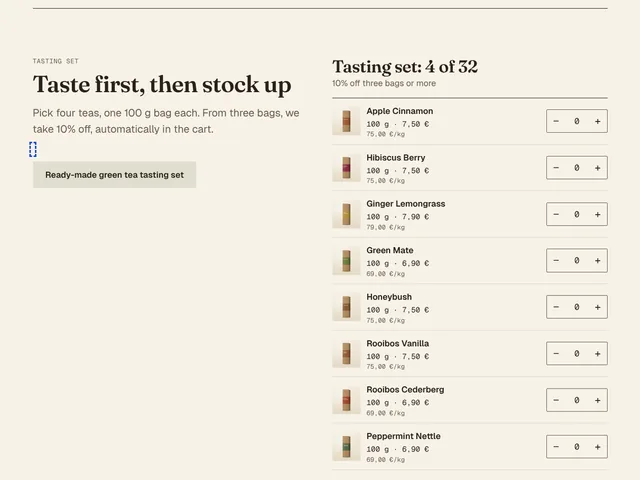 TASTING SET
Taste first, then stock up
Pick four teas, one 100 g bag each. From three bags, we
take 10% off, automatically in the cart.
Ready-made green tea tasting set
Tasting set: 4 of 32
10% off three bags or more
Apple Cinnamon
100 g · 7,50 €
75,00 €/kg
− 0 +
Hibiscus Berry
100 g · 7,50 €
75,00 €/kg
− 0 +
Ginger Lemongrass
100 g · 7,90 €
79,00 €/kg
− 0 +
Green Mate
100 g · 6,90 €
69,00 €/kg
− 0 +
Honeybush
100 g · 7,50 €
75,00 €/kg
− 0 +
Rooibos Vanilla
100 g · 7,50 €
75,00 €/kg
− 0 +
Rooibos Cederberg
100 g · 6,90 €
69,00 €/kg
− 0 +
Peppermint Nettle
100 g · 6,90 €
69,00 €/kg
− 0 +